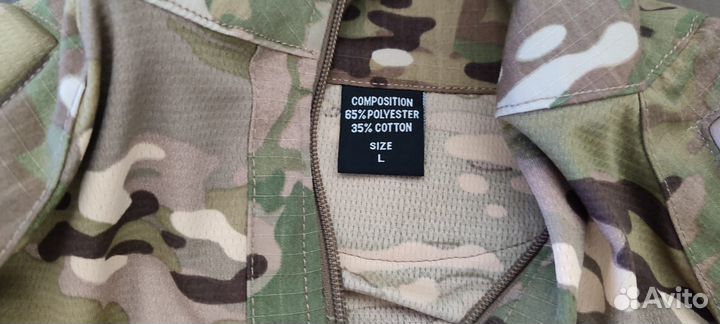 COMPOSITION
65% POLYESTER
35% COTTON
SIZE
L
Avito